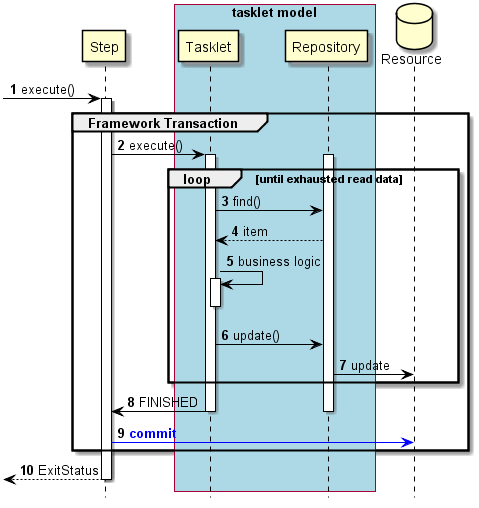 tasklet model
Step
Tasklet
Repository
Resource
1 execute()
Framework Transaction
2 execute()
loop [until exhausted read data]
3 find()
4 item
5 business logic
6 update()
7 update
8 FINISHED
9 commit
10 ExitStatus